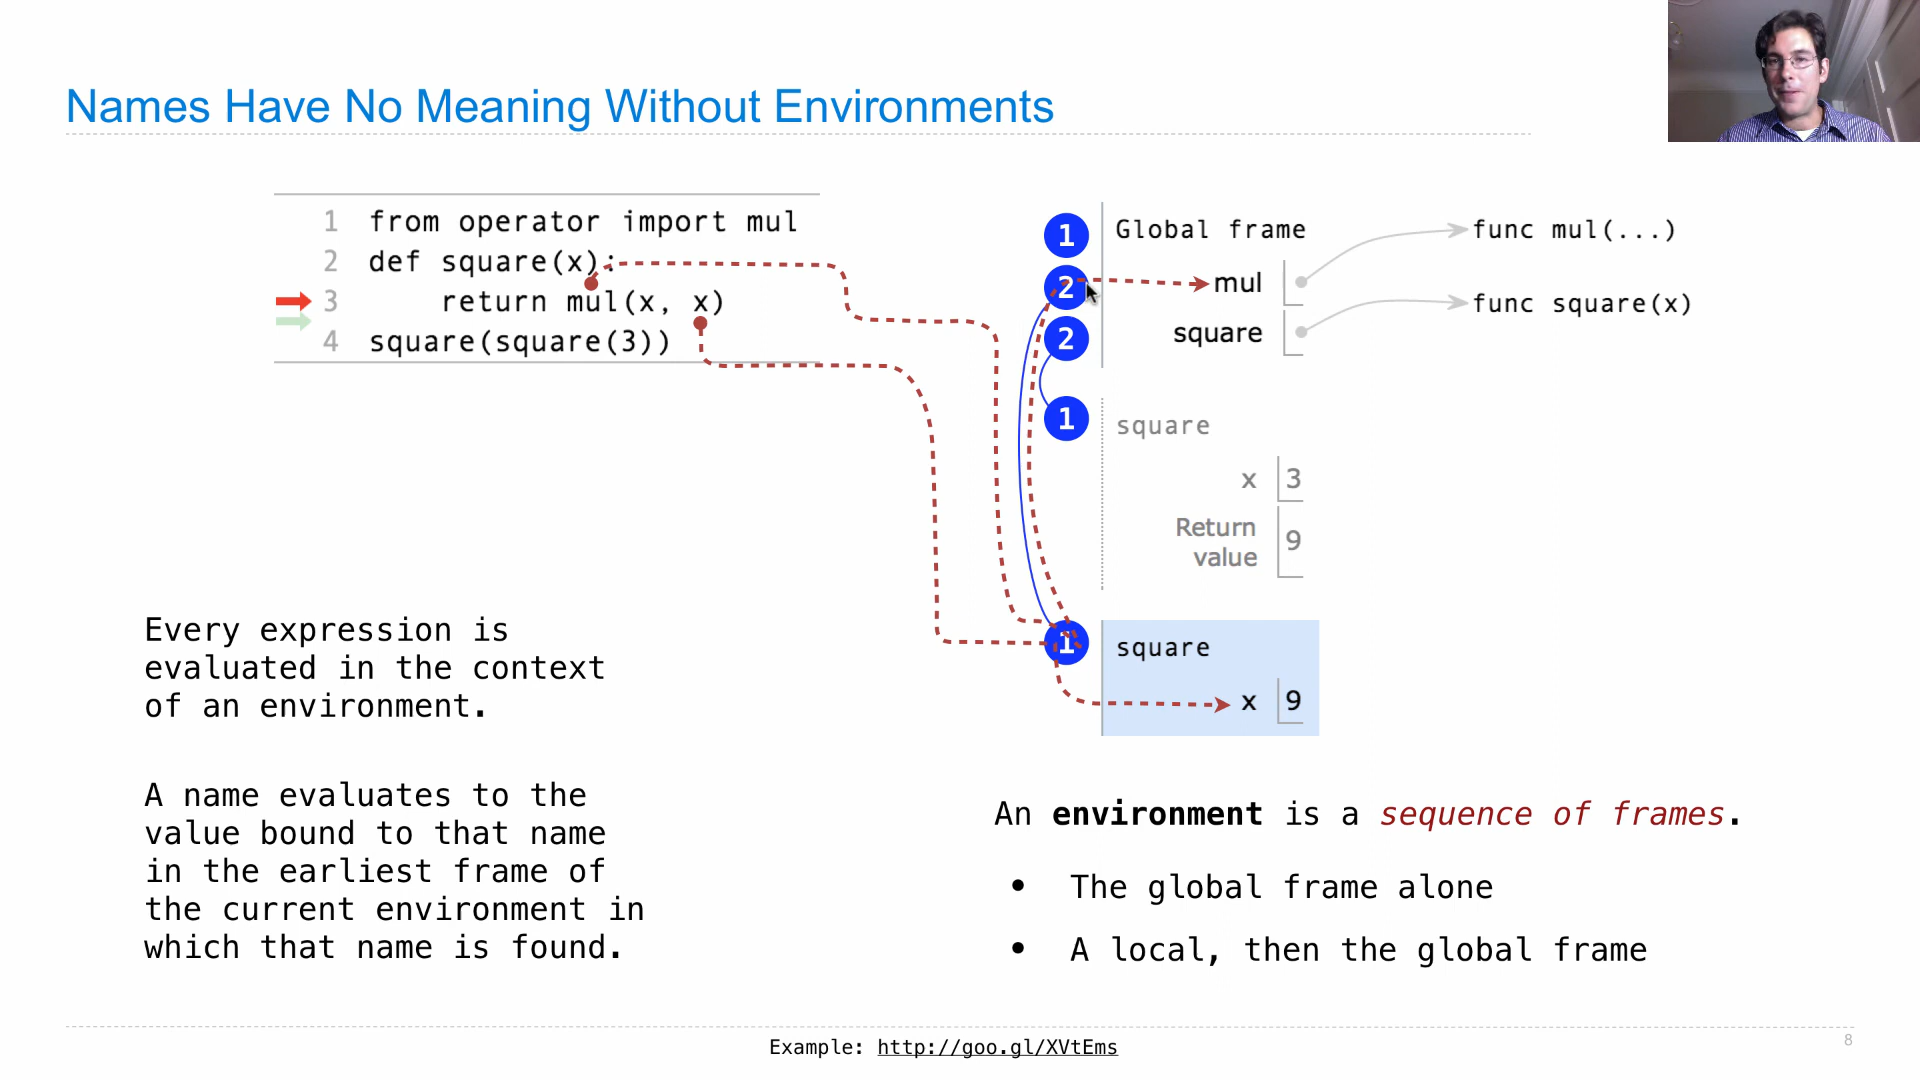 Names Have No Meaning Without Environments
1 from operator import mul
2 def square(x):
3     return mul(x, x)
4 square(square(3))
1 Global frame
2 mul
2 square
func mul(...)
func square(x)
1 square
x 3
Return
value 9
1 square
x 9
Every expression is
evaluated in the context
of an environment.
A name evaluates to the
value bound to that name
in the earliest frame of
the current environment in
which that name is found.
An environment is a sequence of frames.
• The global frame alone
• A local, then the global frame
Example: http://goo.gl/XVtEms
8